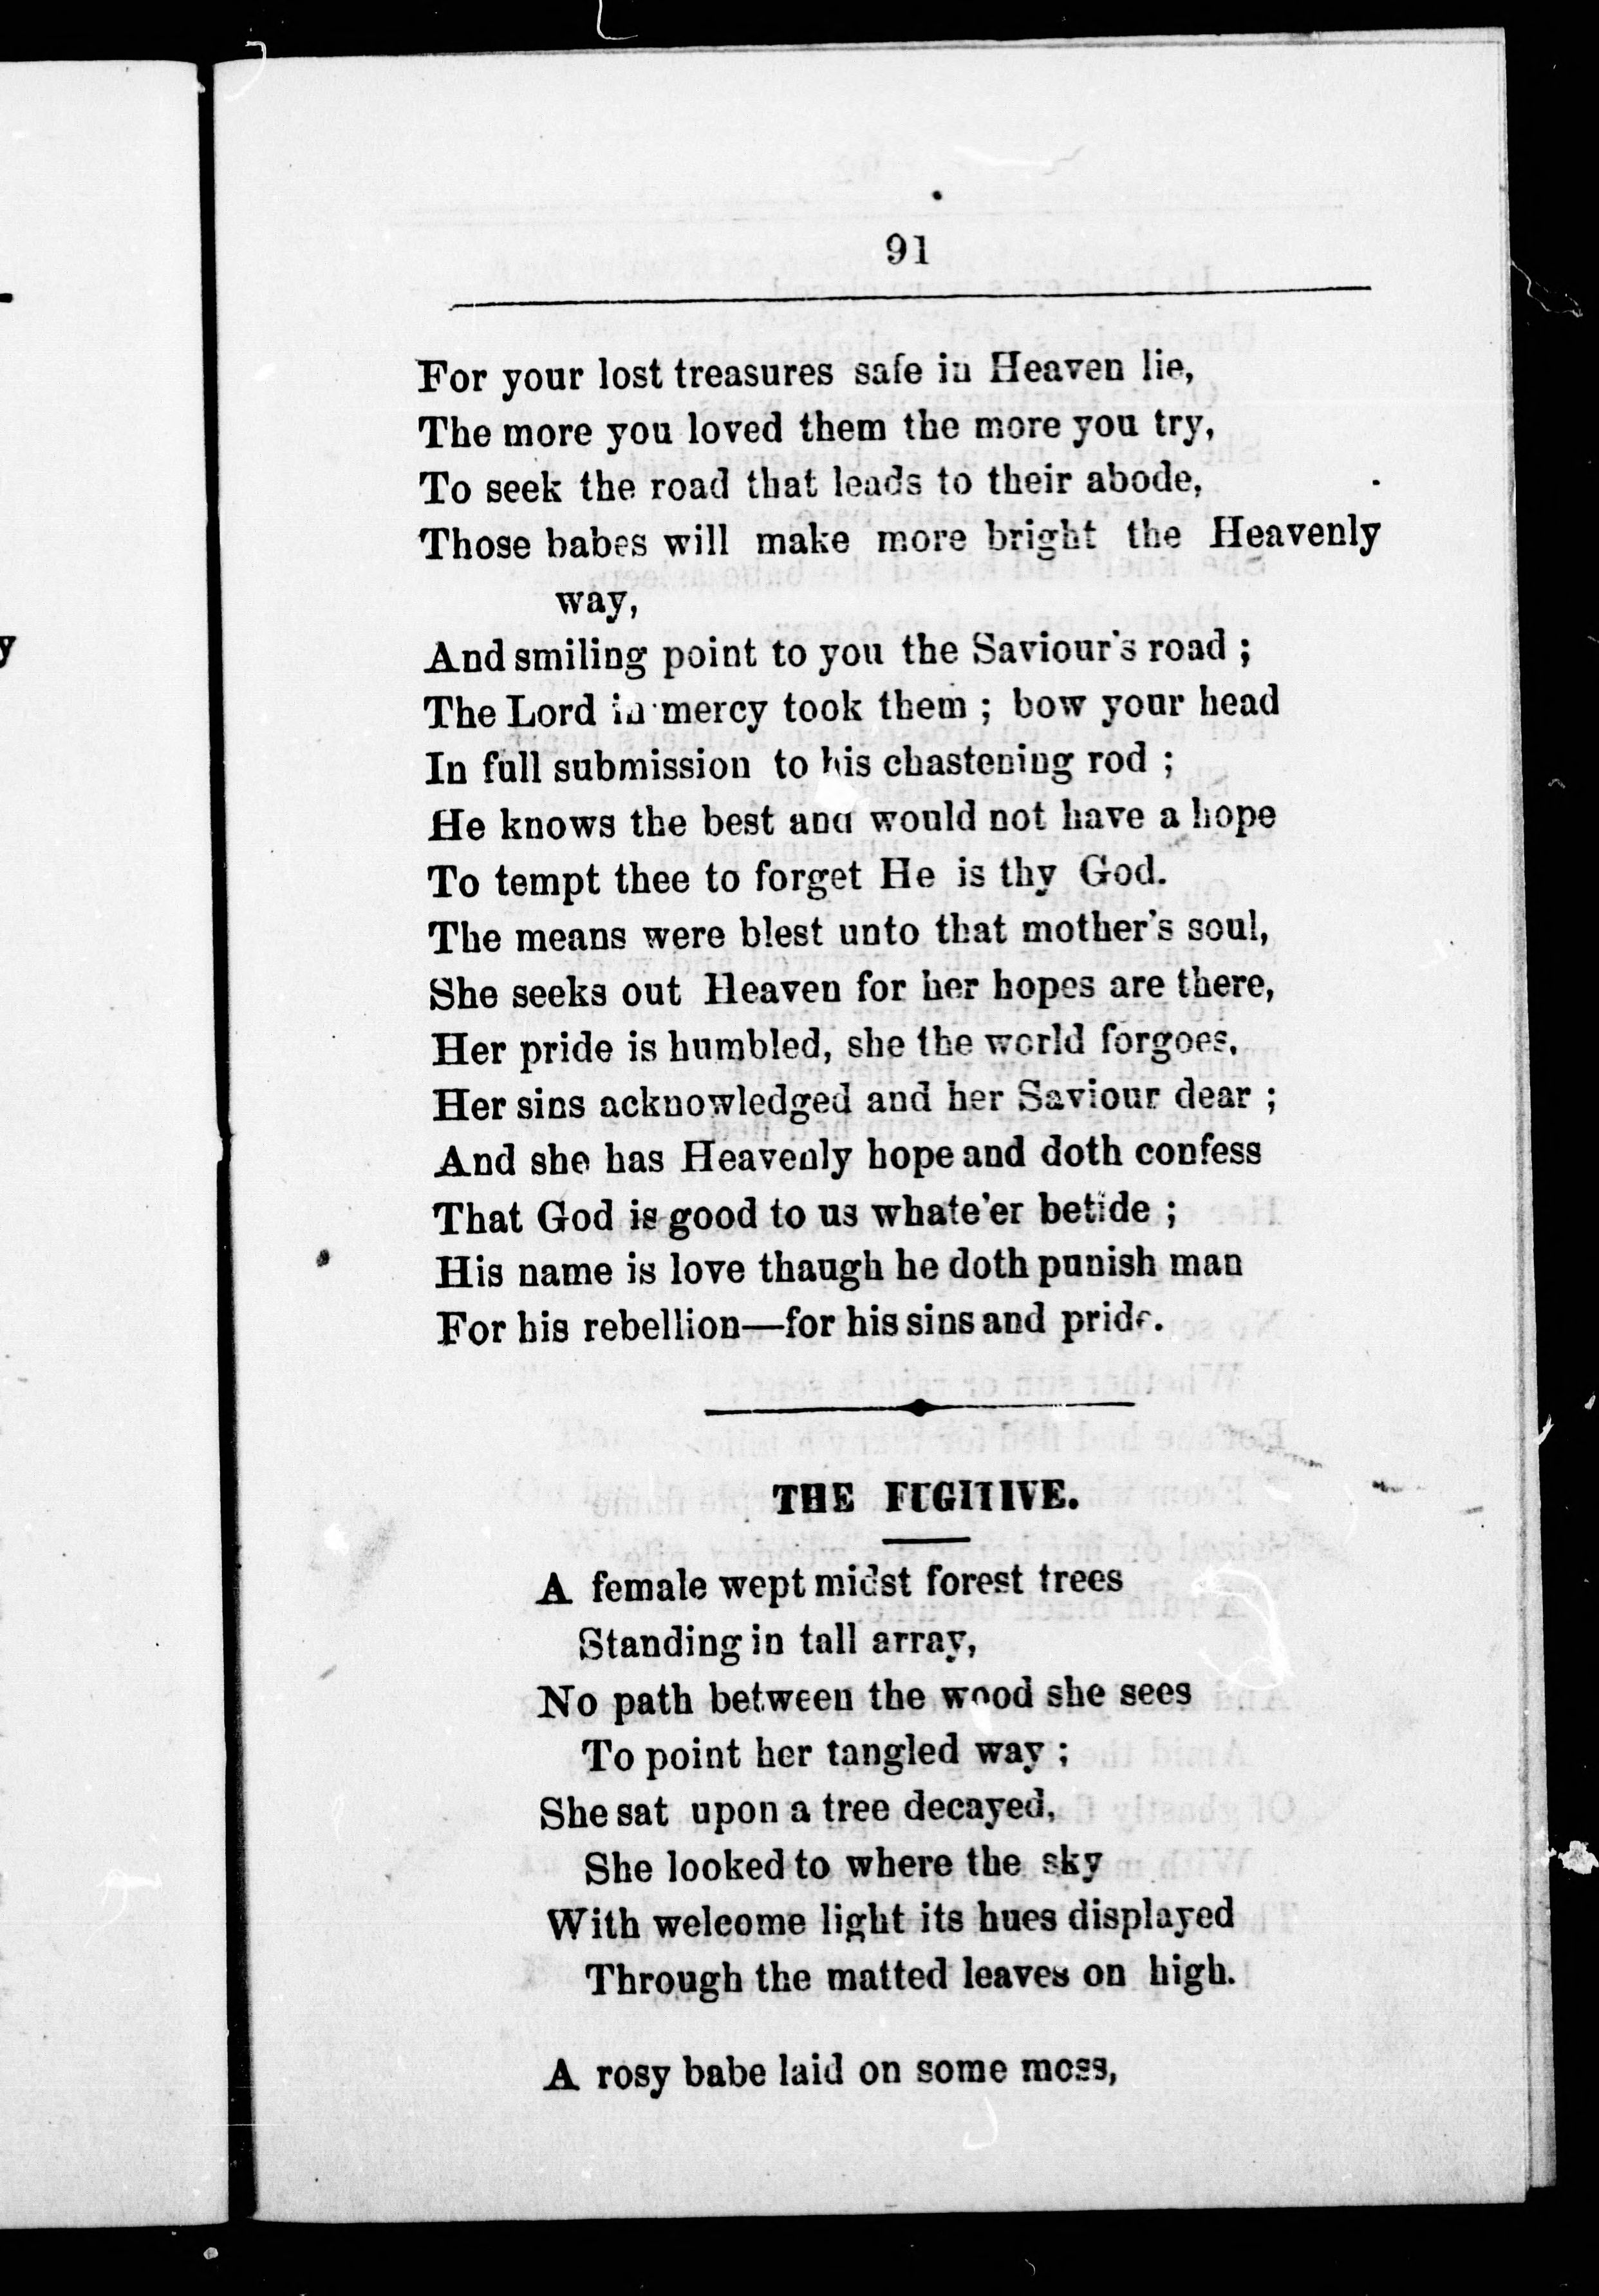 91
For your lost treasures safe in Heaven lie,
The more you loved them the more you try,
To seek the road that leads to their abode,
Those babes will make more bright the Heavenly
way,
And smiling point to you the Saviour's road ;
The Lord in mercy took them ; bow your head
In full submission to his chastening rod ;
He knows the best and would not have a hope
To tempt thee to forget He is thy God.
The means were blest unto that mother's soul,
She seeks out Heaven for her hopes are there,
Her pride is humbled, she the world forgoes,
Her sins acknowledged and her Saviour dear ;
And she has Heavenly hope and doth confess
That God is good to us whate'er betide ;
His name is love thaugh he doth punish man
For his rebellion—for his sins and pride.
THE FUGITIVE.
A female wept midst forest trees
Standing in tall array,
No path between the wood she sees
To point her tangled way ;
She sat upon a tree decayed,
She looked to where the sky
With welcome light its hues displayed
Through the matted leaves on high.
A rosy babe laid on some moss,